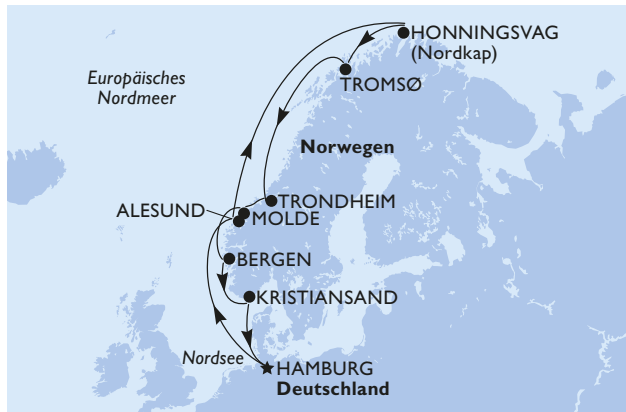 HONNINGSVAG
(Nordkap)
Europäisches
Nordmeer
TROMSØ
Norwegen
TRONDHEIM
ALESUND
MOLDE
BERGEN
KRISTIANSAND
Nordsee
HAMBURG
Deutschland